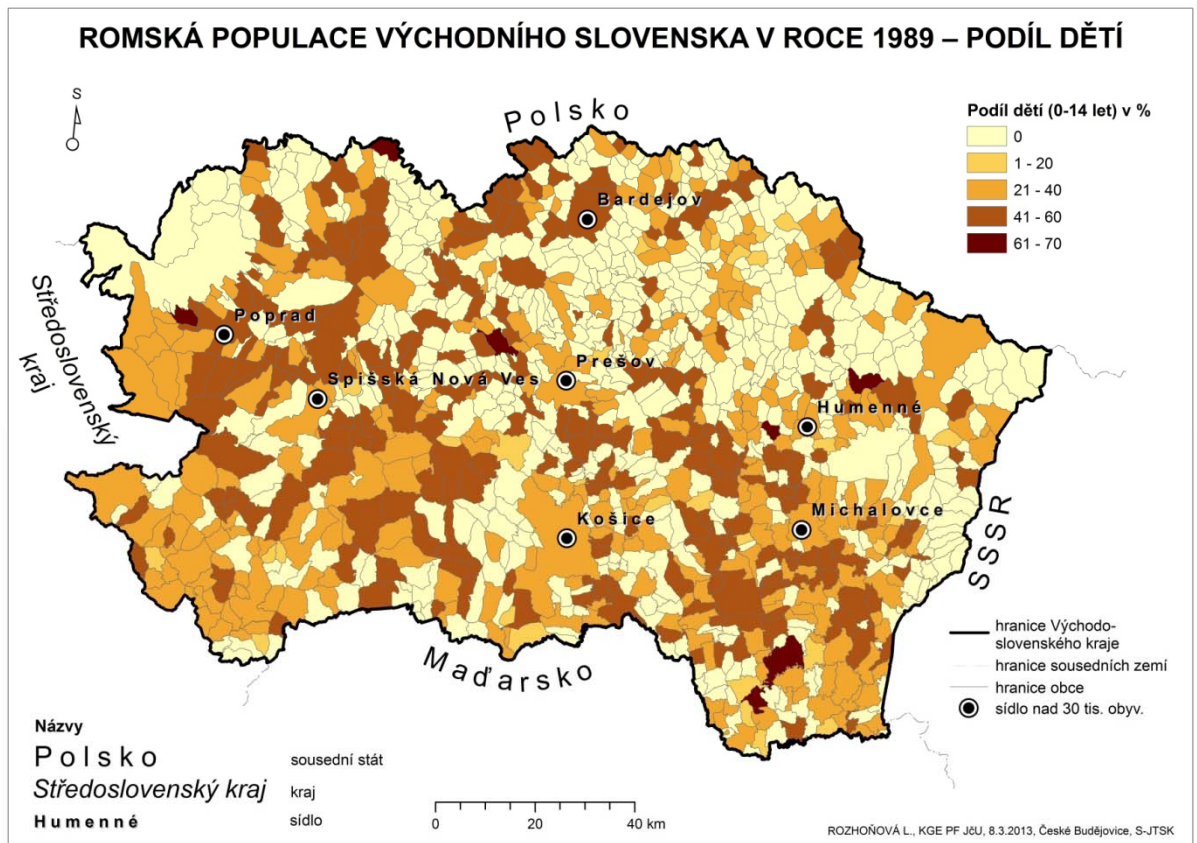 ROMSKÁ POPULACE VÝCHODNÍHO SLOVENSKA V ROCE 1989 – PODÍL DĚTÍ
S
Polsko
Podíl dětí (0-14 let) v %
0
1 - 20
21 - 40
41 - 60
61 - 70
Bardejov
Středoslovenský
kraj
Poprad
Prešov
Spišská Nová Ves
Humenné
Michalovce
Košice
SSSR
Maďarsko
hranice Východo-
slovenského kraje
hranice sousedních zemí
hranice obce
sídlo nad 30 tis. obyv.
Názvy
Polsko sousední stát
Středoslovenský kraj kraj
Humenné sídlo
0 20 40 km
ROZHOŇOVÁ L., KGE PF JčU, 8.3.2013, České Budějovice, S-JTSK